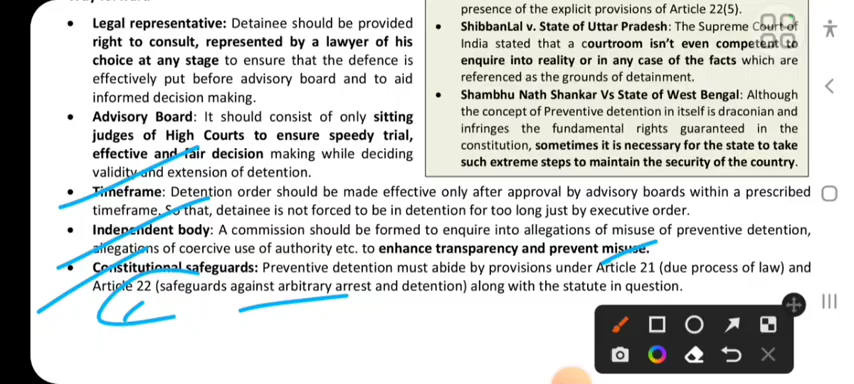 Legal representative: Detainee should be provided
right to consult, represented by a lawyer of his
choice at any stage to ensure that the defence is
effectively put before advisory board and to aid
informed decision making.
Advisory Board: It should consist of only sitting
judges of High Courts to ensure speedy trial,
effective and fair decision making while deciding
validity and extension of detention.
presence of the explicit provisions of Article 22(5).
ShibbanLal v. State of Uttar Pradesh: The Supreme Court of
India stated that a courtroom isn't even competent to
enquire into reality or in any case of the facts which are
referenced as the grounds of detainment.
Shambhu Nath Shankar Vs State of West Bengal: Although
the concept of Preventive detention in itself is draconian and
infringes the fundamental rights guaranteed in the
constitution, sometimes it is necessary for the state to take
such extreme steps to maintain the security of the country.
Timeframe: Detention order should be made effective only after approval by advisory boards within a prescribed
timeframe. So that, detainee is not forced to be in detention for too long just by executive order.
Independent body: A commission should be formed to enquire into allegations of misuse of preventive detention,
allegations of coercive use of authority etc. to enhance transparency and prevent misuse.
Constitutional safeguards: Preventive detention must abide by provisions under Article 21 (due process of law) and
Article 22 (safeguards against arbitrary arrest and detention) along with the statute in question.